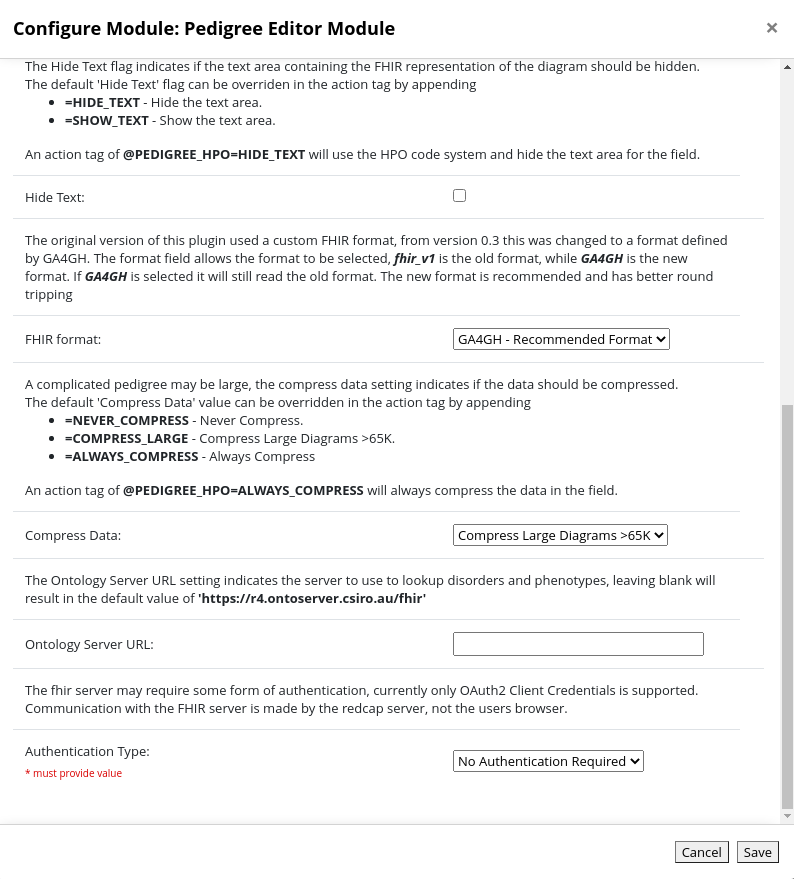 Configure Module: Pedigree Editor Module
×
The Hide Text flag indicates if the text area containing the FHIR representation of the diagram should be hidden.
The default 'Hide Text' flag can be overriden in the action tag by appending
• =HIDE_TEXT - Hide the text area.
• =SHOW_TEXT - Show the text area.
An action tag of @PEDIGREE_HPO=HIDE_TEXT will use the HPO code system and hide the text area for the field.
Hide Text:
The original version of this plugin used a custom FHIR format, from version 0.3 this was changed to a format defined
by GA4GH. The format field allows the format to be selected, fhir_v1 is the old format, while GA4GH is the new
format. If GA4GH is selected it will still read the old format. The new format is recommended and has better round
tripping
FHIR format:
GA4GH - Recommended Format
A complicated pedigree may be large, the compress data setting indicates if the data should be compressed.
The default 'Compress Data' value can be overridden in the action tag by appending
• =NEVER_COMPRESS - Never Compress.
• =COMPRESS_LARGE - Compress Large Diagrams >65K.
• =ALWAYS_COMPRESS - Always Compress
An action tag of @PEDIGREE_HPO=ALWAYS_COMPRESS will always compress the data in the field.
Compress Data:
Compress Large Diagrams >65K
The Ontology Server URL setting indicates the server to use to lookup disorders and phenotypes, leaving blank will
result in the default value of 'https://r4.ontoserver.csiro.au/fhir'
Ontology Server URL:
The fhir server may require some form of authentication, currently only OAuth2 Client Credentials is supported.
Communication with the FHIR server is made by the redcap server, not the users browser.
Authentication Type:
* must provide value
No Authentication Required
Cancel
Save